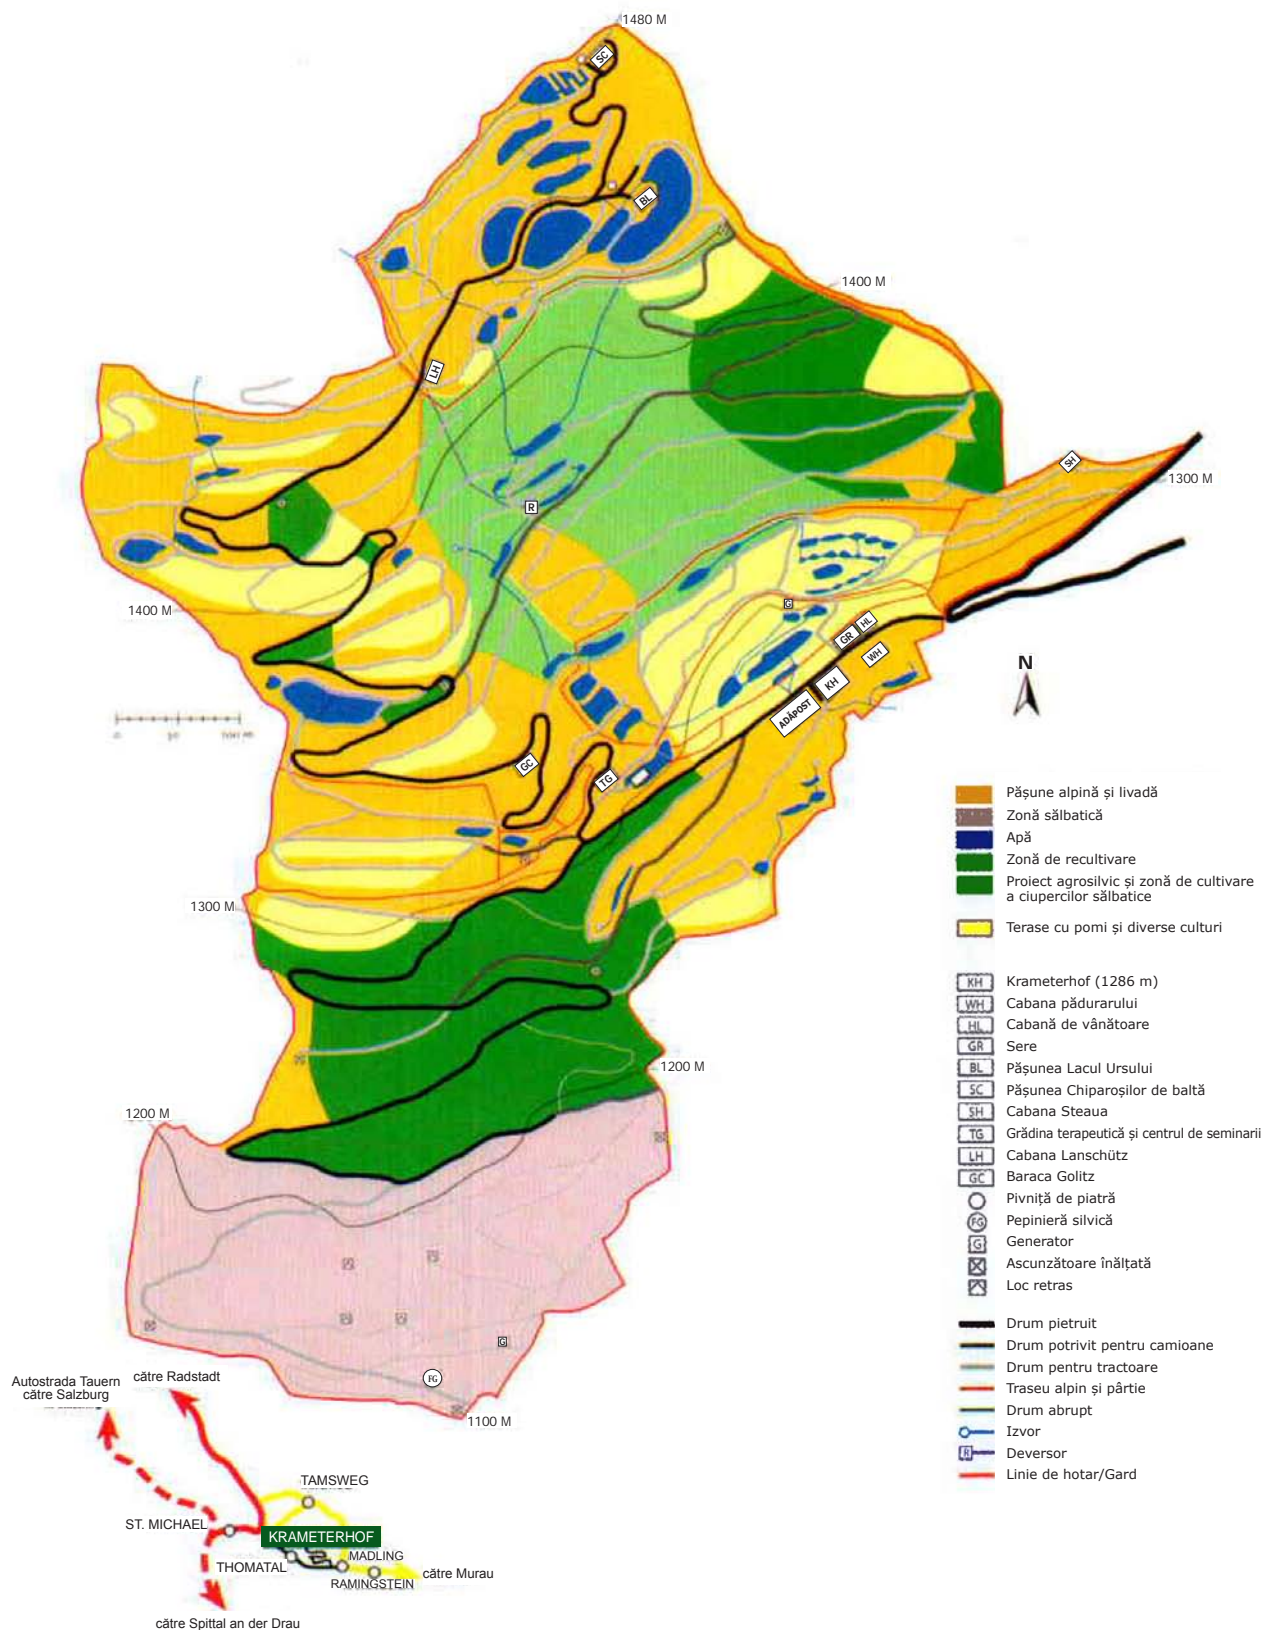 1480 M
SC
BL
1400 M
LH
SH
1300 M
R
1400 M
G
HL
GR
WH
KH
ADĂPOST
N
GC
TG
Pășune alpină și livadă
Zonă sălbatică
Apă
Zonă de recultivare
Proiect agrosilvic și zonă de cultivare
a ciupercilor sălbatice
Terase cu pomi și diverse culturi
1300 M
KH Krameterhof (1286 m)
WH Cabana pădurarului
HL Cabană de vânătoare
GR Sere
BL Pășunea Lacul Ursului
SC Pășunea Chiparoșilor de baltă
SH Cabana Steaua
TG Grădina terapeutică și centrul de seminarii
LH Cabana Lanschütz
GC Baraca Golitz
Pivniță de piatră
FG Pepinieră silvică
G Generator
Ascunzătoare înălțată
Loc retras
1200 M
1200 M
Drum pietruit
Drum potrivit pentru camioane
Drum pentru tractoare
Traseu alpin și pârtie
Drum abrupt
Izvor
R Deversor
Linie de hotar/Gard
G
FG
1100 M
Autostrada Tauern
către Salzburg
către Radstadt
TAMSWEG
ST. MICHAEL
KRAMETERHOF
THOMATAL
MADLING
RAMINGSTEIN
către Murau
către Spittal an der Drau